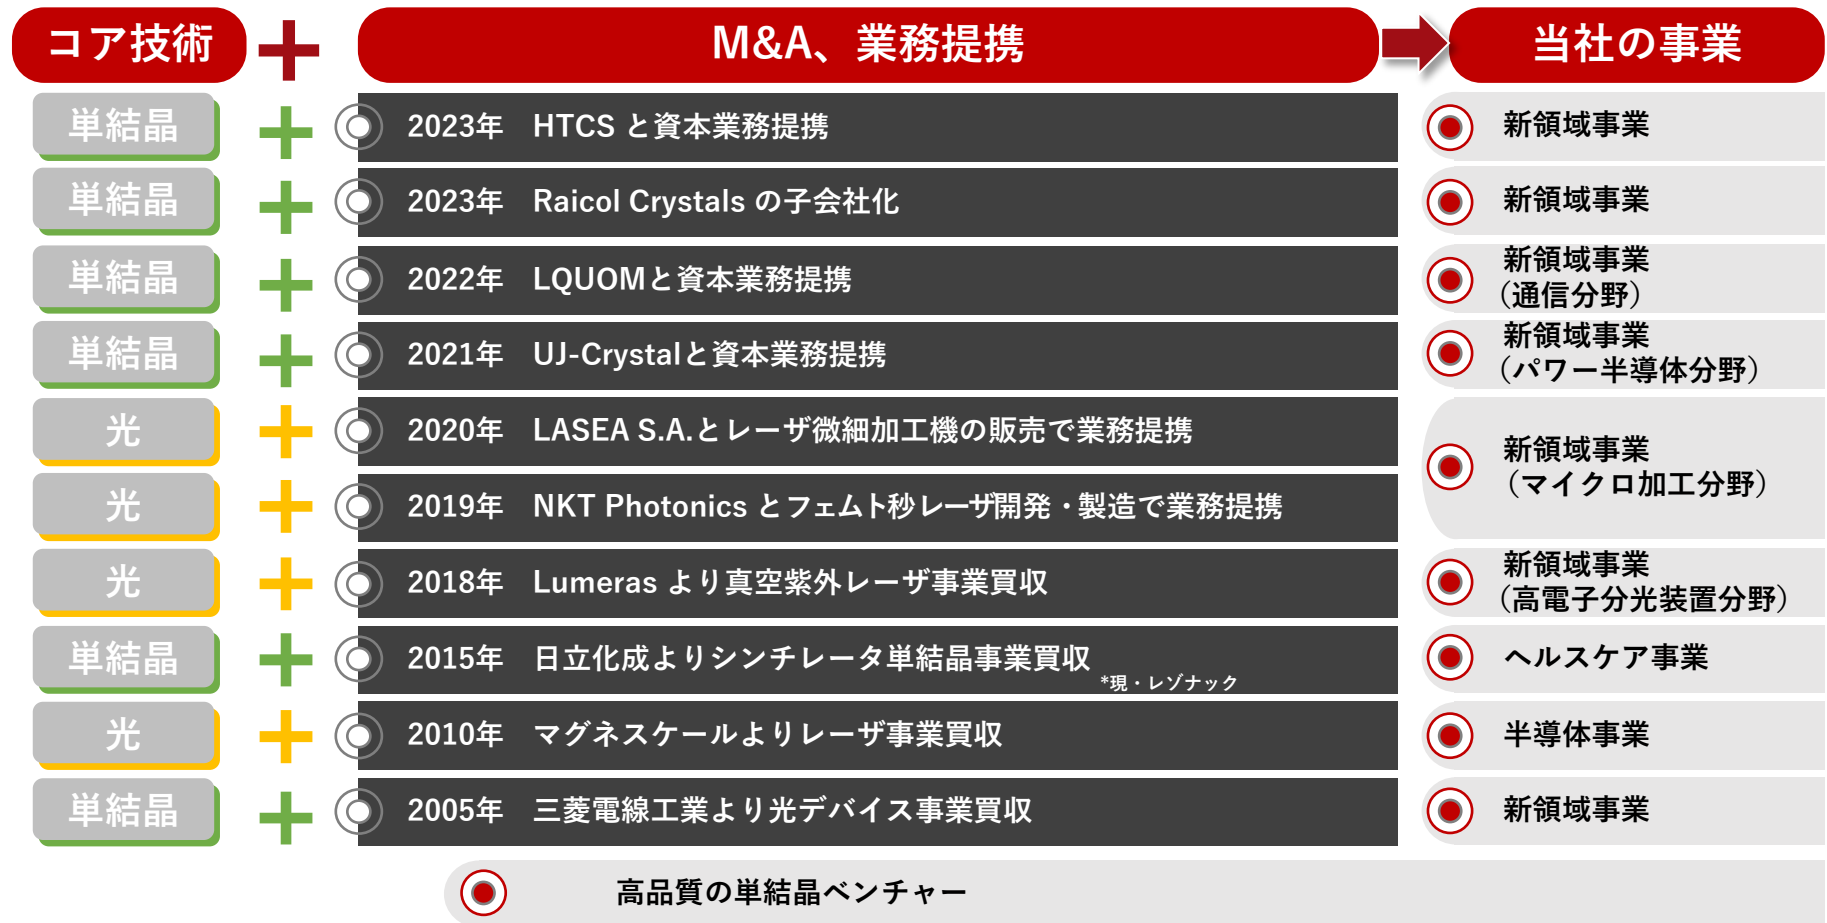 コア技術
M&A、業務提携
当社の事業
単結晶
2023年 HTCS と資本業務提携
新領域事業
単結晶
2023年 Raicol Crystals の子会社化
新領域事業
単結晶
2022年 LQUOMと資本業務提携
新領域事業
（通信分野）
単結晶
2021年 UJ-Crystalと資本業務提携
新領域事業
（パワー半導体分野）
光
2020年 LASEA S.A.とレーザ微細加工機の販売で業務提携
光
2019年 NKT Photonics とフェムト秒レーザ開発・製造で業務提携
新領域事業
（マイクロ加工分野）
光
2018年 Lumeras より真空紫外レーザ事業買収
新領域事業
（高電子分光装置分野）
単結晶
2015年 日立化成よりシンチレータ単結晶事業買収
*現・レゾナック
ヘルスケア事業
光
2010年 マグネスケールよりレーザ事業買収
半導体事業
単結晶
2005年 三菱電線工業より光デバイス事業買収
新領域事業
高品質の単結晶ベンチャー